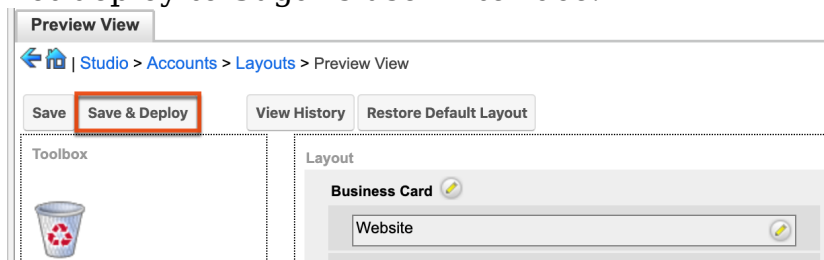 Preview View
| Studio > Accounts > Layouts > Preview View
Save Save & Deploy View History Restore Default Layout
Toolbox
Layout
Business Card
Website